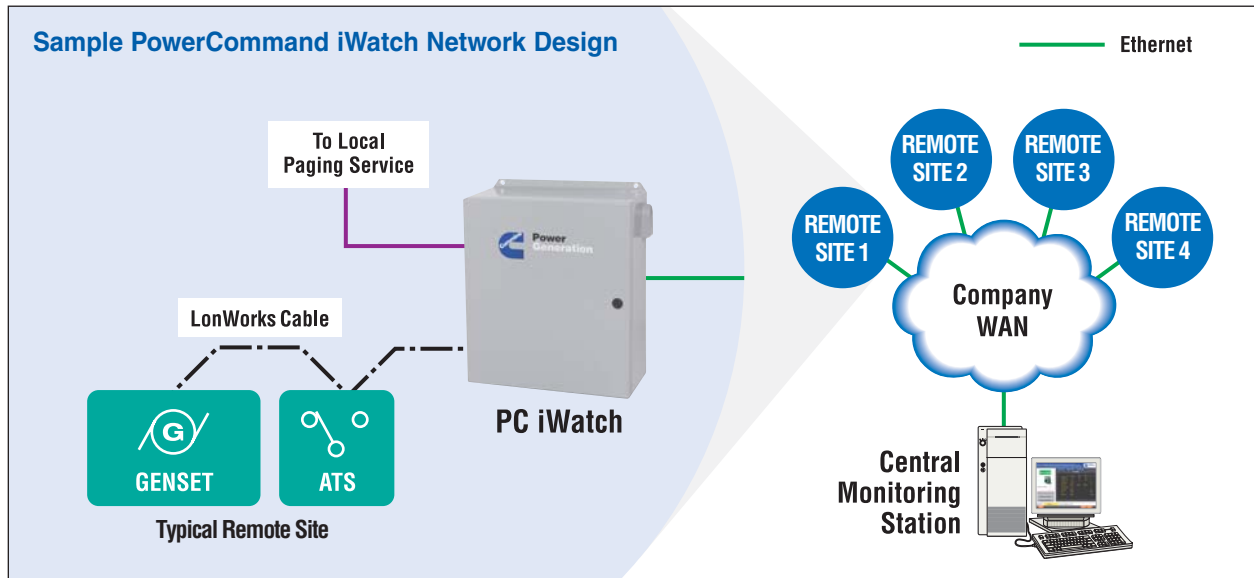 Sample PowerCommand iWatch Network Design
Ethernet
To Local
Paging Service
Power
Generation
LonWorks Cable
G
GENSET
ATS
Typical Remote Site
PC iWatch
REMOTE
SITE 1
REMOTE
SITE 2
REMOTE
SITE 3
REMOTE
SITE 4
Company
WAN
Central
Monitoring
Station